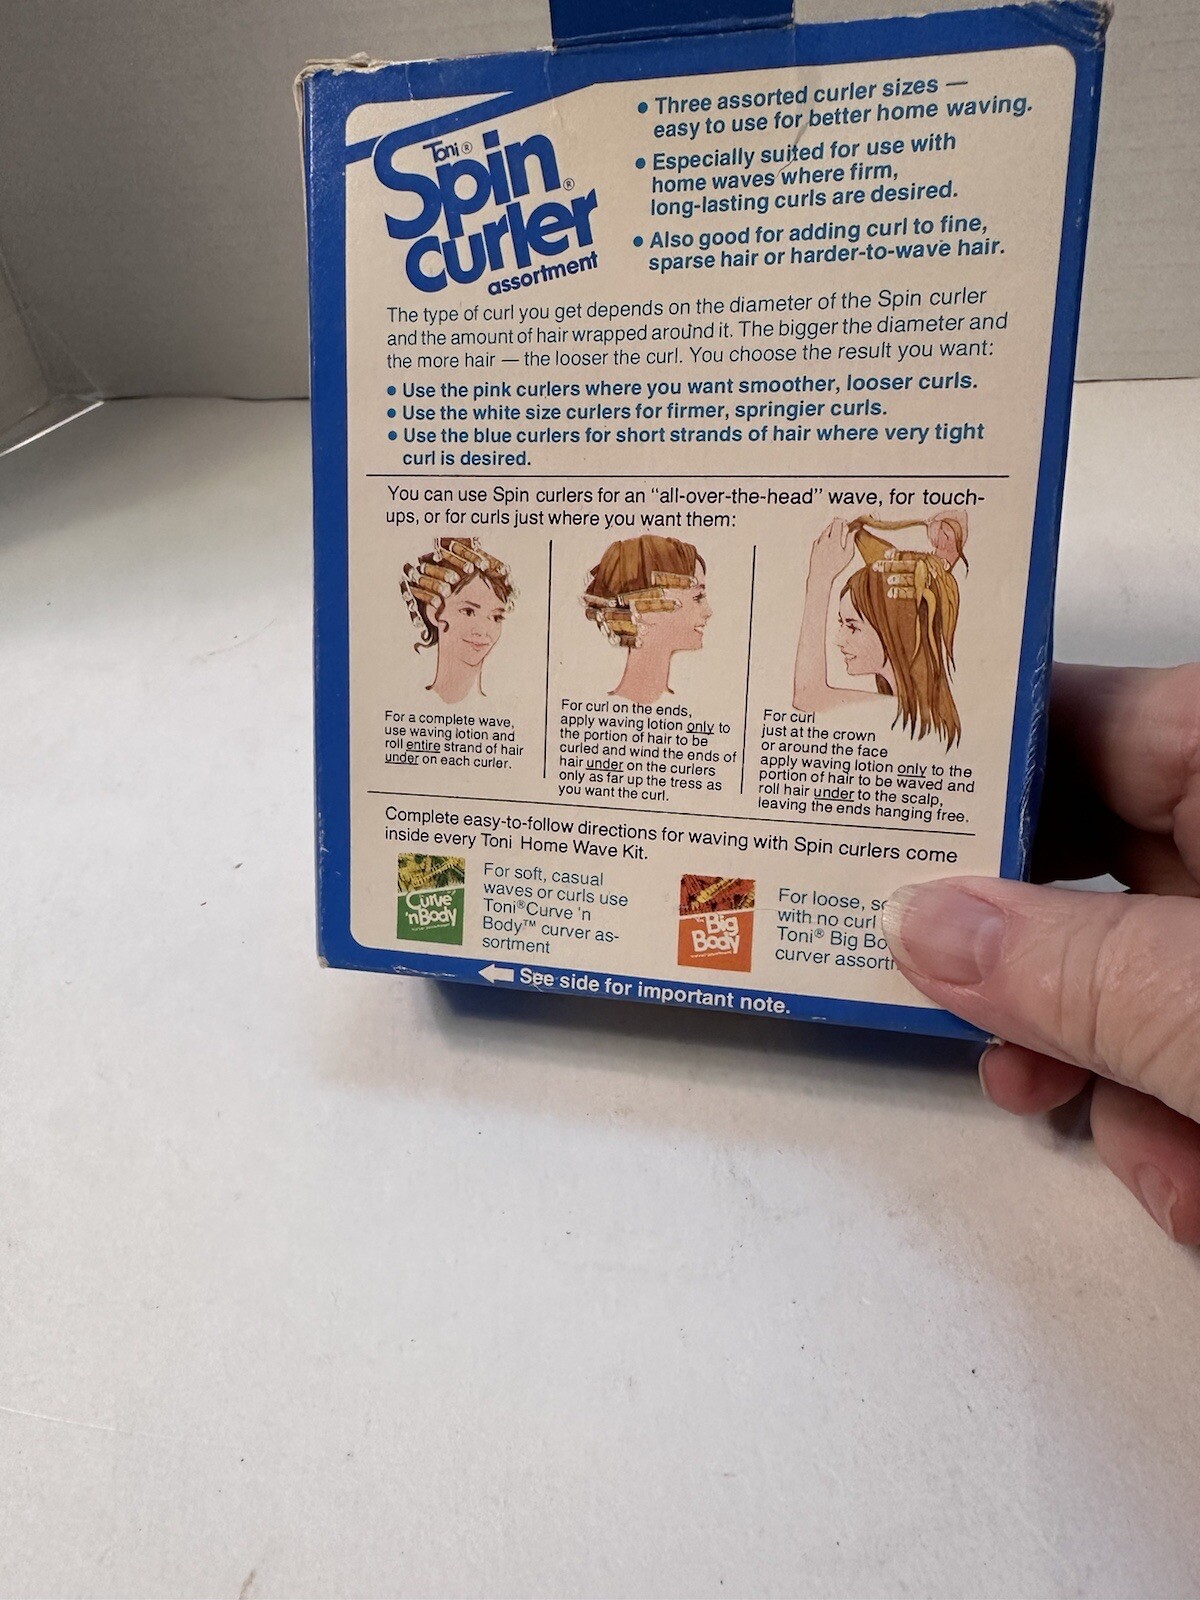 Toni®
Spin®
curler
assortment
• Three assorted curler sizes —
easy to use for better home waving.
• Especially suited for use with
home waves where firm,
long-lasting curls are desired.
• Also good for adding curl to fine,
sparse hair or harder-to-wave hair.
The type of curl you get depends on the diameter of the Spin curler
and the amount of hair wrapped around it. The bigger the diameter and
the more hair — the looser the curl. You choose the result you want:
• Use the pink curlers where you want smoother, looser curls.
• Use the white size curlers for firmer, springier curls.
• Use the blue curlers for short strands of hair where very tight
curl is desired.
You can use Spin curlers for an “all-over-the-head” wave, for touch-
ups, or for curls just where you want them:
For a complete wave,
use waving lotion and
roll entire strand of hair
under on each curler.
For curl on the ends,
apply waving lotion only to
the portion of hair to be
curled and wind the ends of
hair under on the curlers
only as far up the tress as
you want the curl.
For curl
just at the crown
or around the face
apply waving lotion only to the
portion of hair to be waved and
roll hair under to the scalp,
leaving the ends hanging free.
Complete easy-to-follow directions for waving with Spin curlers come
inside every Toni Home Wave Kit.
Curve
'nBody
For soft, casual
waves or curls use
Toni® Curve 'n
Body™ curver as-
sortment
Big
Body
For loose,
with no curl
Toni® Big
curver
See side for important note.